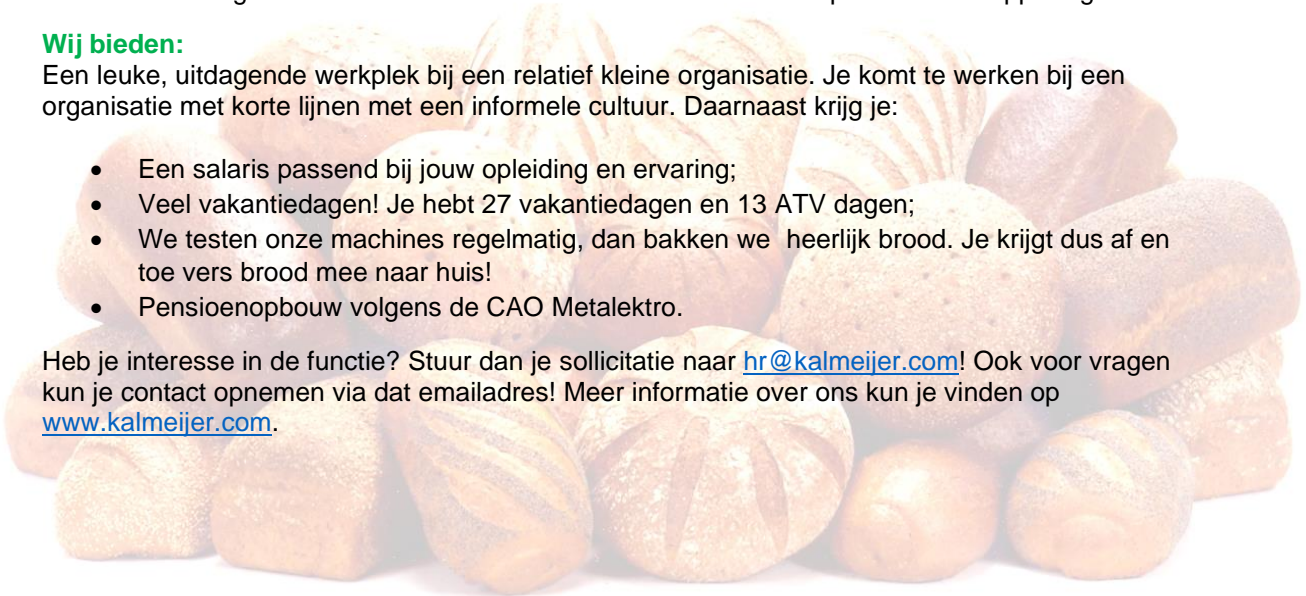 Wij bieden:
Een leuke, uitdagende werkplek bij een relatief kleine organisatie. Je komt te werken bij een
organisatie met korte lijnen met een informele cultuur. Daarnaast krijg je:
• Een salaris passend bij jouw opleiding en ervaring;
• Veel vakantiedagen! Je hebt 27 vakantiedagen en 13 ATV dagen;
• We testen onze machines regelmatig, dan bakken we  heerlijk brood. Je krijgt dus af en
toe vers brood mee naar huis!
• Pensioenopbouw volgens de CAO Metalektro.
Heb je interesse in de functie? Stuur dan je sollicitatie naar hr@kalmeijer.com! Ook voor vragen
kun je contact opnemen via dat emailadres! Meer informatie over ons kun je vinden op
www.kalmeijer.com.